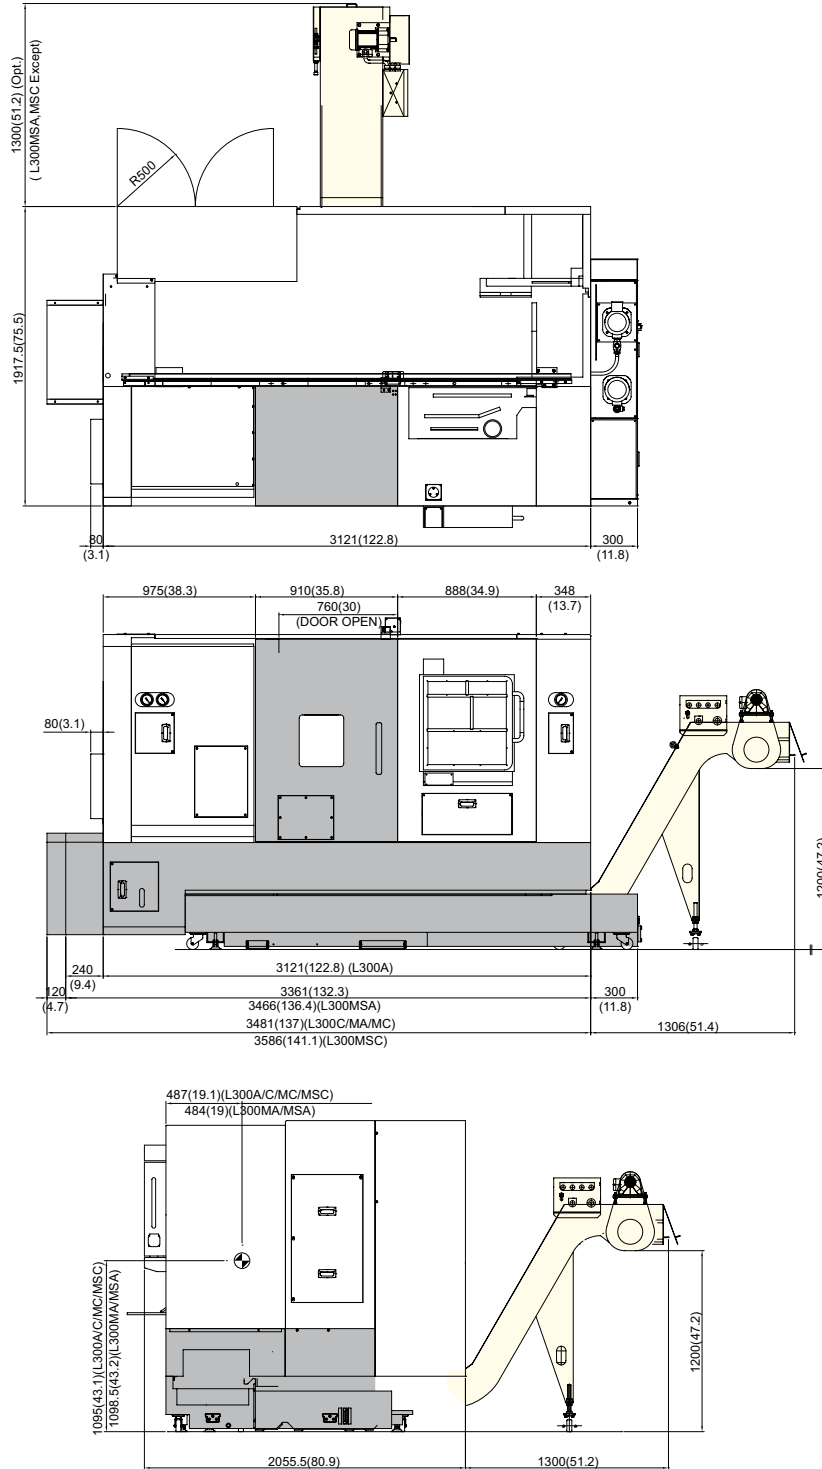 1300(51.2) (Opt.)
( L300MSA,MSC Except)
R500
1917.5(75.5)
80
(3.1)
3121(122.8)
300
(11.8)
975(38.3)
910(35.8)
888(34.9)
348
(13.7)
760(30)
(DOOR OPEN)
80(3.1)
1200(47.2)
240
(9.4)
3121(122.8) (L300A)
120
(4.7)
3361(132.3)
3466(136.4)(L300MSA)
300
(11.8)
3481(137)(L300C/MA/MC)
3586(141.1)(L300MSC)
1306(51.4)
487(19.1)(L300A/C/MC/MSC)
484(19)(L300MA/MSA)
1095(43.1)(L300A/C/MC/MSC)
1098.5(43.2)(L300MA/MSA)
1200(47.2)
2055.5(80.9)
1300(51.2)